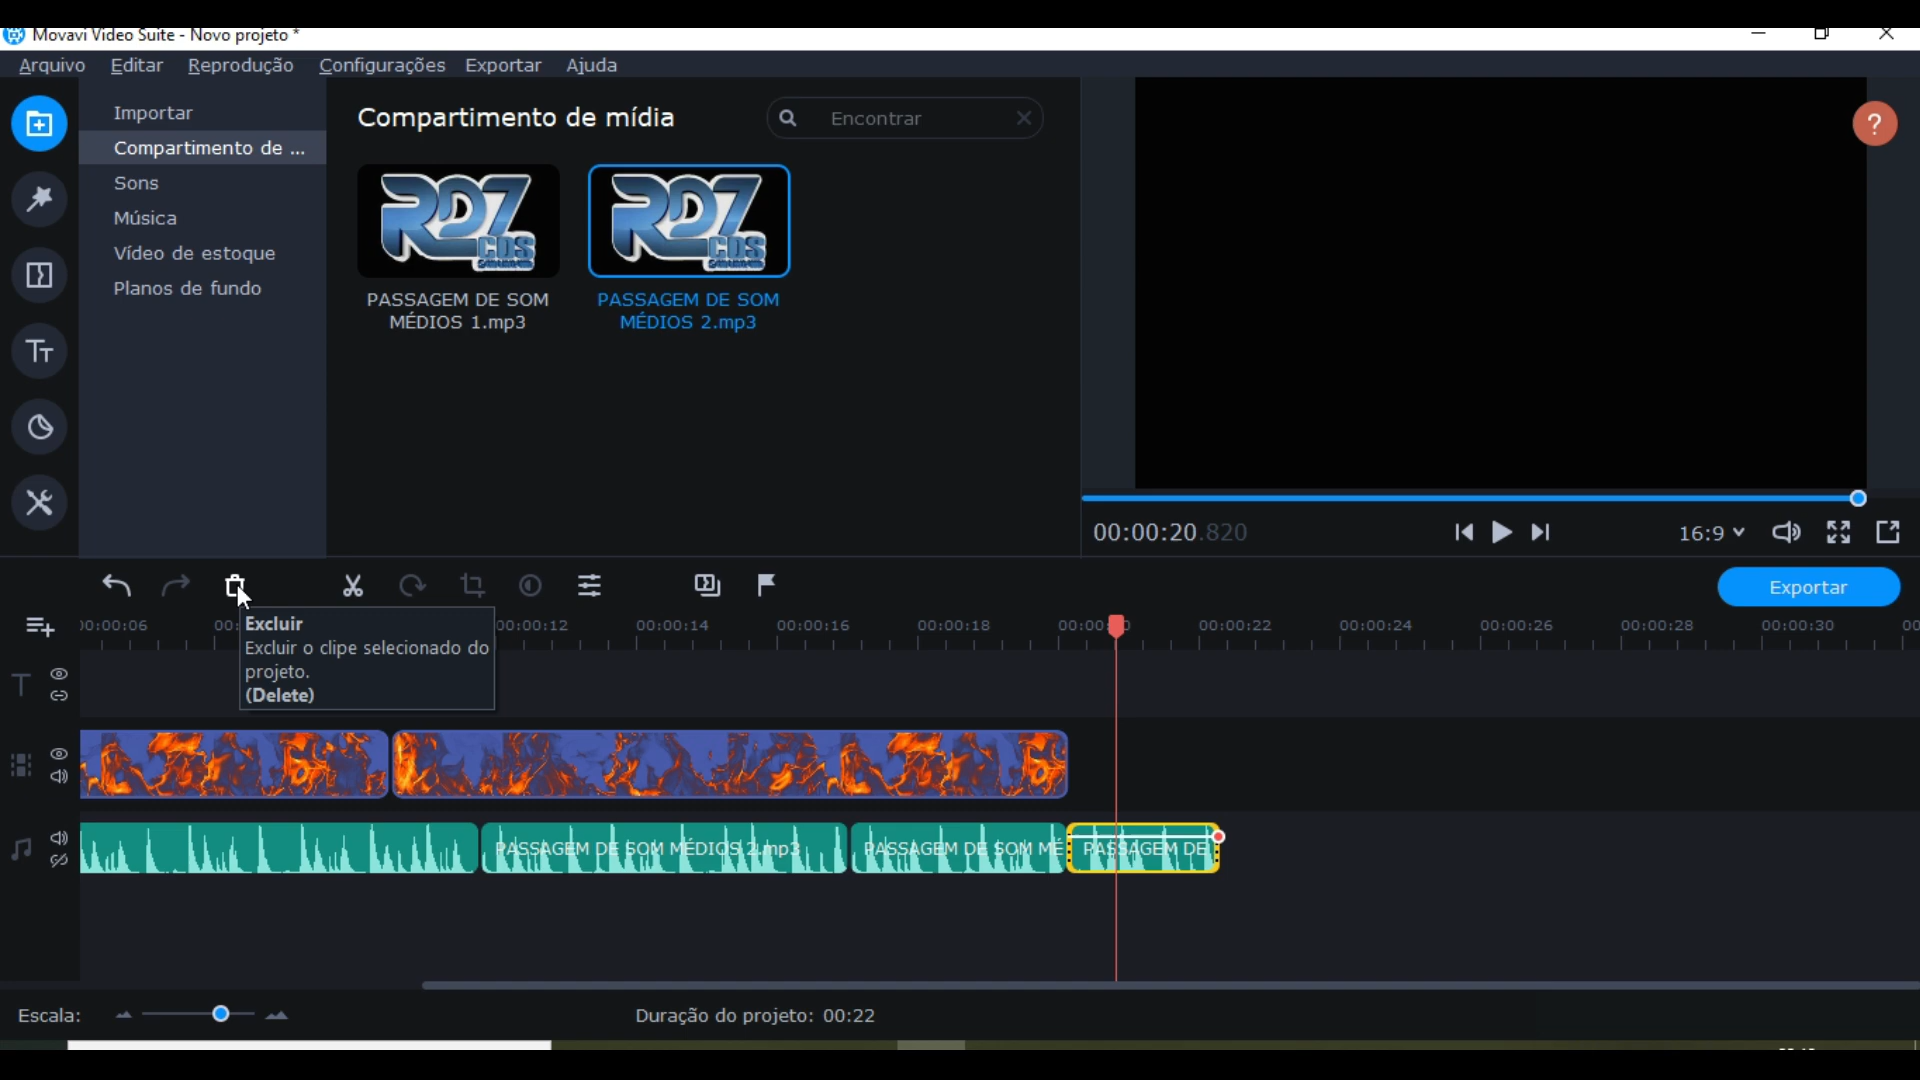 Movavi Video Suite - Novo projeto *
Arquivo Editar Reprodução Configurações Exportar Ajuda
Importar
Compartimento de ...
Sons
Música
Vídeo de estoque
Planos de fundo
Compartimento de mídia
Encontrar
RDZ
CDS
RDZ
CDS
PASSAGEM DE SOM
MÉDIOS 1.mp3
PASSAGEM DE SOM
MÉDIOS 2.mp3
?
00:00:20.820
16:9
Exportar
Excluir
Excluir o clipe selecionado do
projeto.
(Delete)
00:00:06 00: 00:00:12 00:00:14 00:00:16 00:00:18 00:00: 00:00:22 00:00:24 00:00:26 00:00:28 00:00:30 00
PASSAGEM DE SOM MÉDIOS 2.mp3
PASSAGEM DE SOM MÉ
PASSAGEM DE
Escala:
Duração do projeto: 00:22